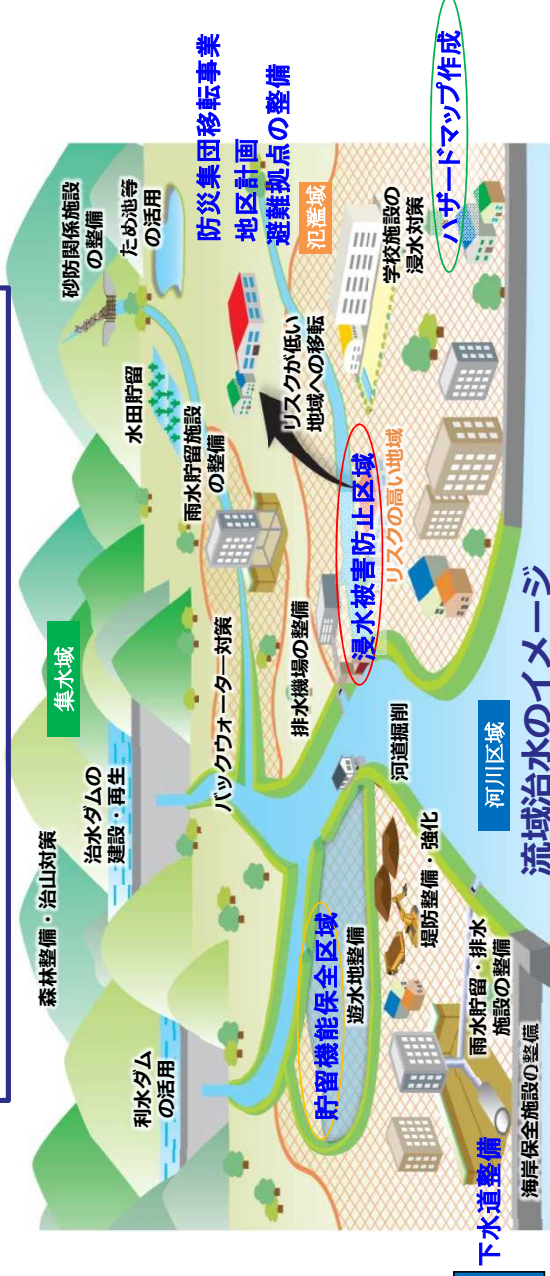 森林整備・治山対策
集水域
治水ダムの
建設・再生
利水ダム
の活用
砂防関係施設
の整備
ため池等
の活用
水田貯留
雨水貯留施設
の整備
バックウォーター対策
排水機場の整備
防災集団移転事業
地区計画
避難拠点の整備
氾濫域
リスクが低い
地域への移転
学校施設の
浸水対策
ハザードマップ作成
浸水被害防止区域
リスクの高い地域
貯留機能保全区域
遊水地整備
河道掘削
堤防整備・強化
河川区域
雨水貯留・排水
施設の整備
下水道整備
海岸保全施設の整備
流域治水のイメージ